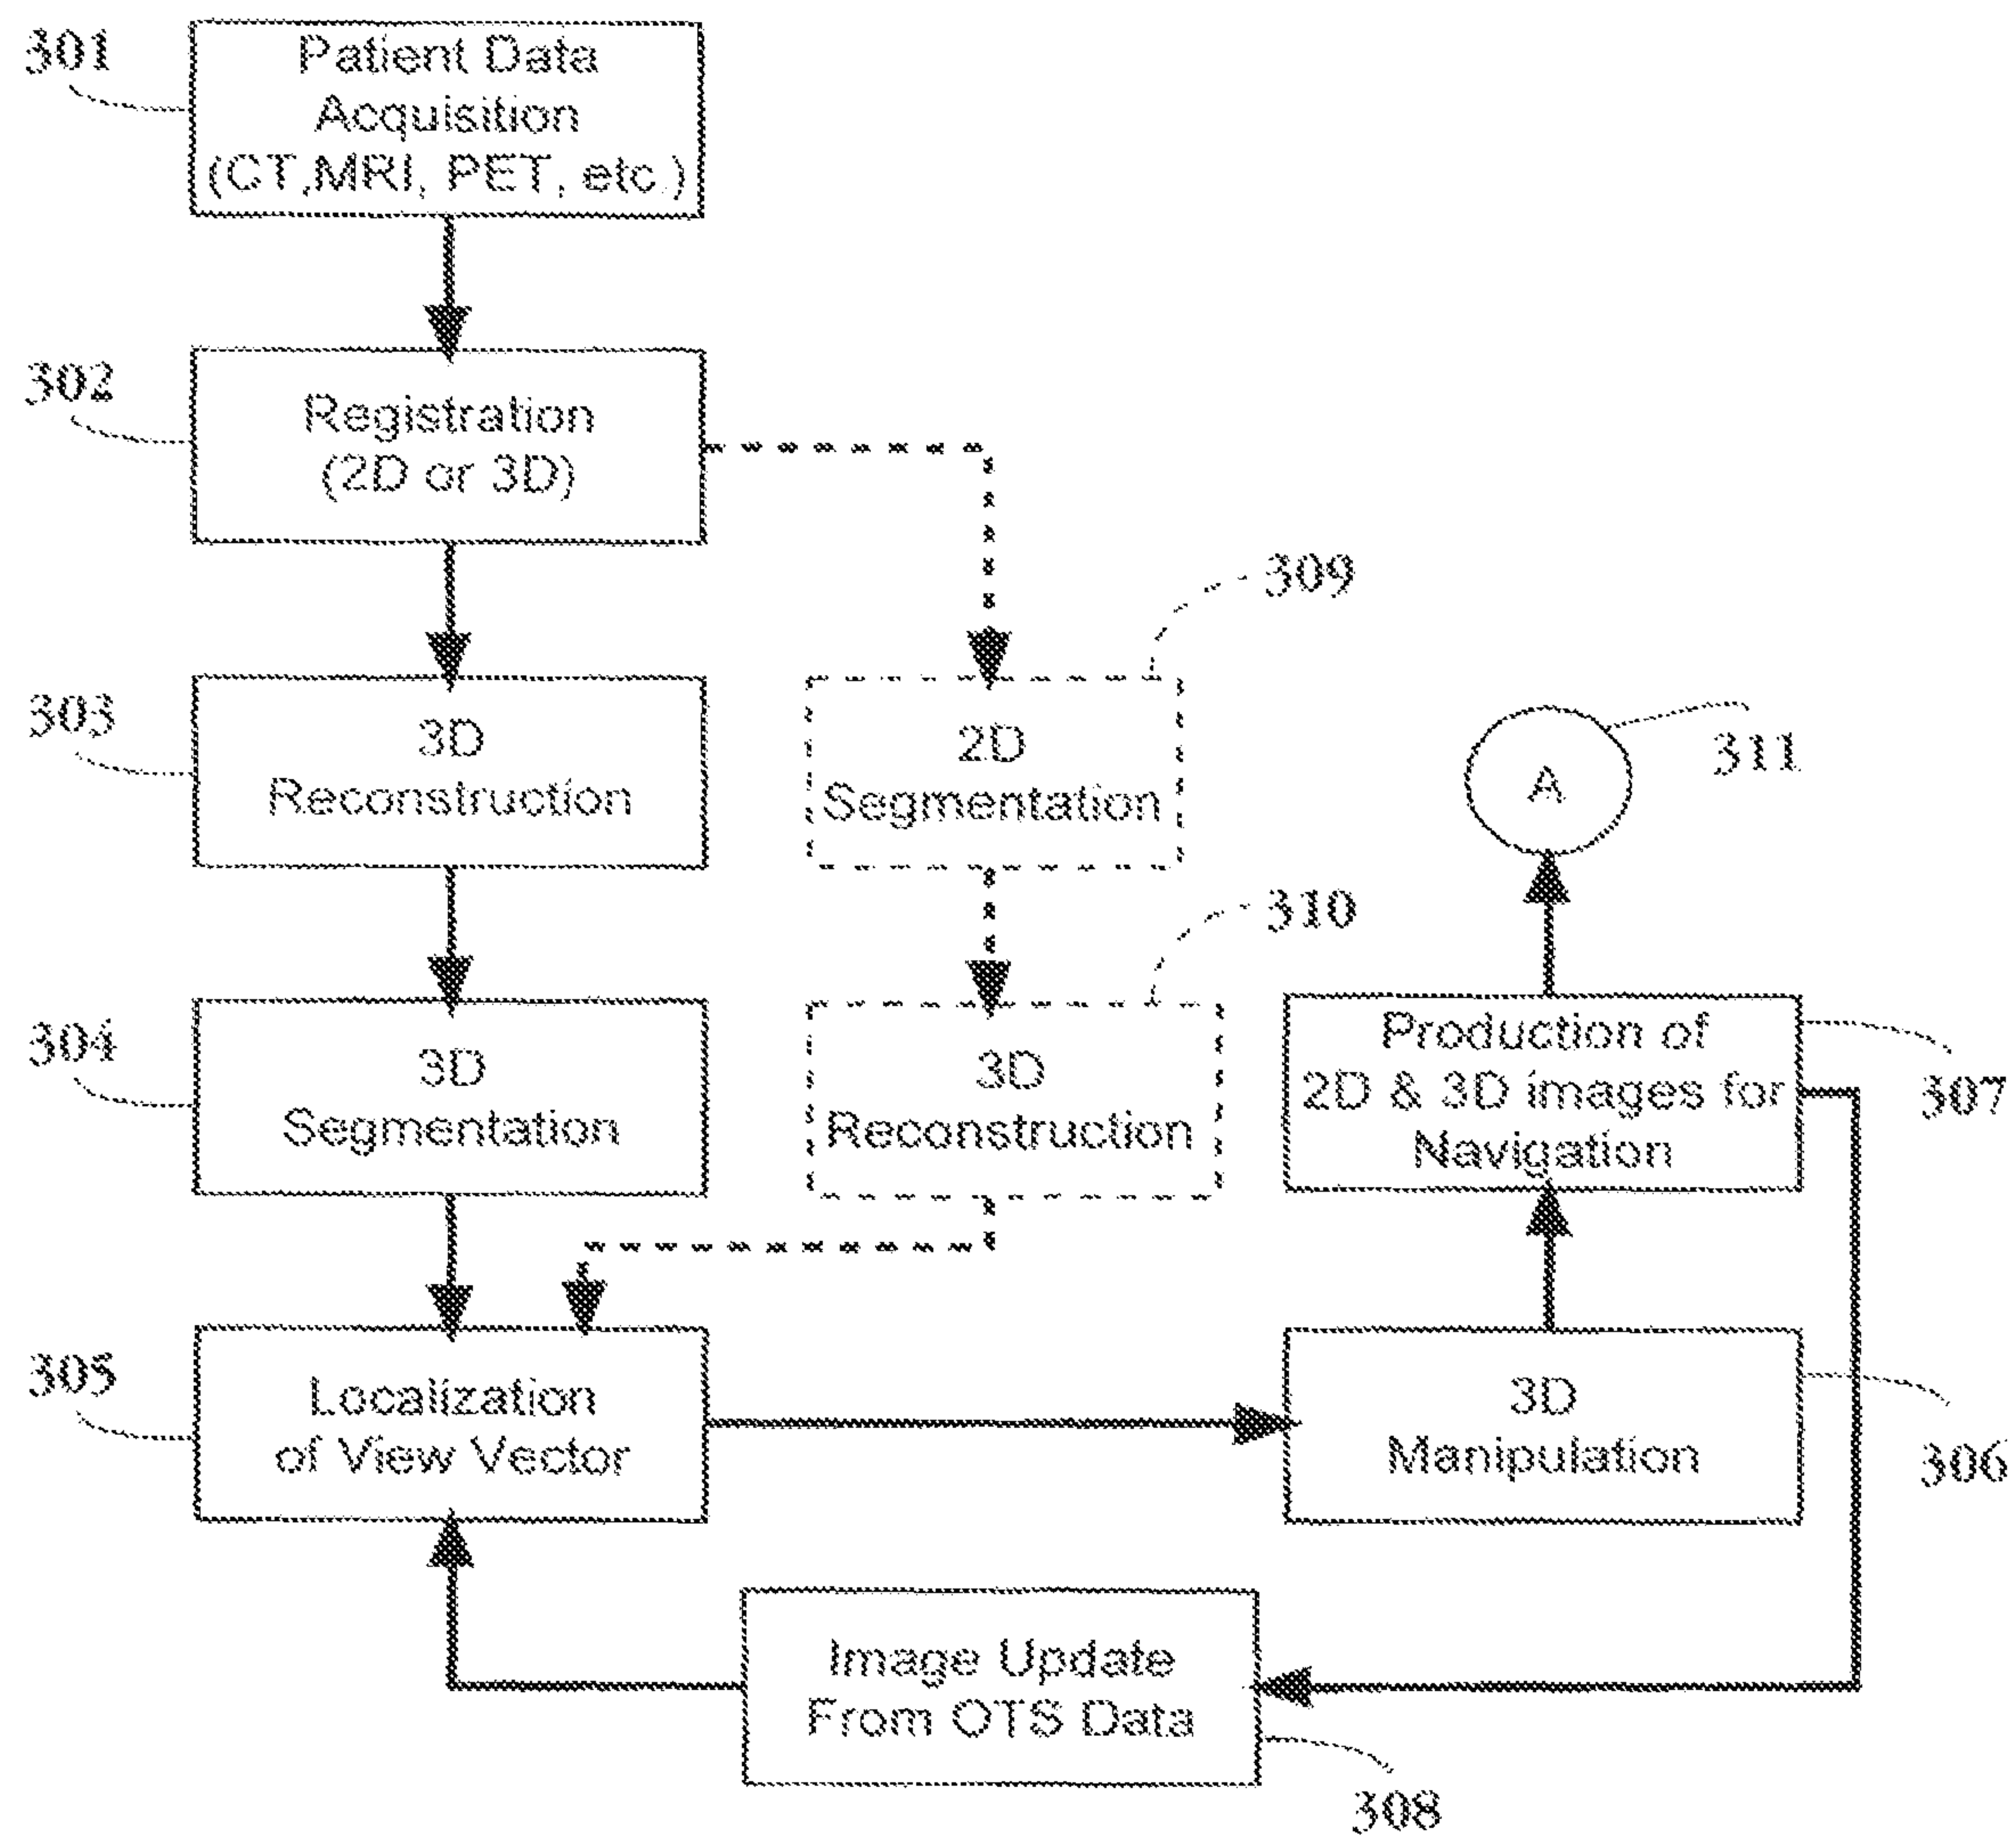 301
Patient Data
Acquisition
(CT,MRI, PET, etc.)
302
Registration
(2D or 3D)
303
3D
Reconstruction
309
2D
Segmentation
311
A
304
3D
Segmentation
310
3D
Reconstruction
Production of
2D & 3D images for
Navigation
307
305
Localization
of View Vector
3D
Manipulation
306
Image Update
From OTS Data
308